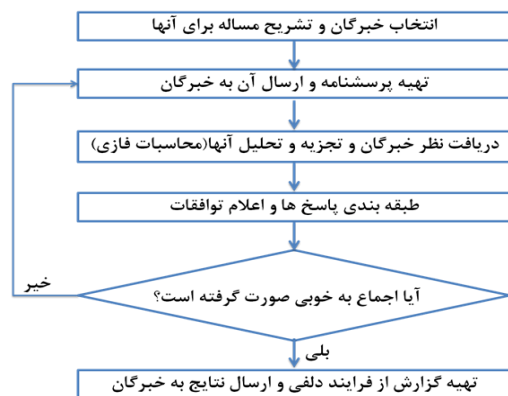 انتخاب خبرگان و تشریح مساله برای آنها
تهیه پرسشنامه و ارسال آن به خبرگان
دریافت نظر خبرگان و تجزیه و تحلیل آنها(محاسبات فازی)
طبقه بندی پاسخ ها و اعلام توافقات
آیا اجماع به خوبی صورت گرفته است؟
خیر
بلی
تهیه گزارش از فرایند دلفی و ارسال نتایج به خبرگان